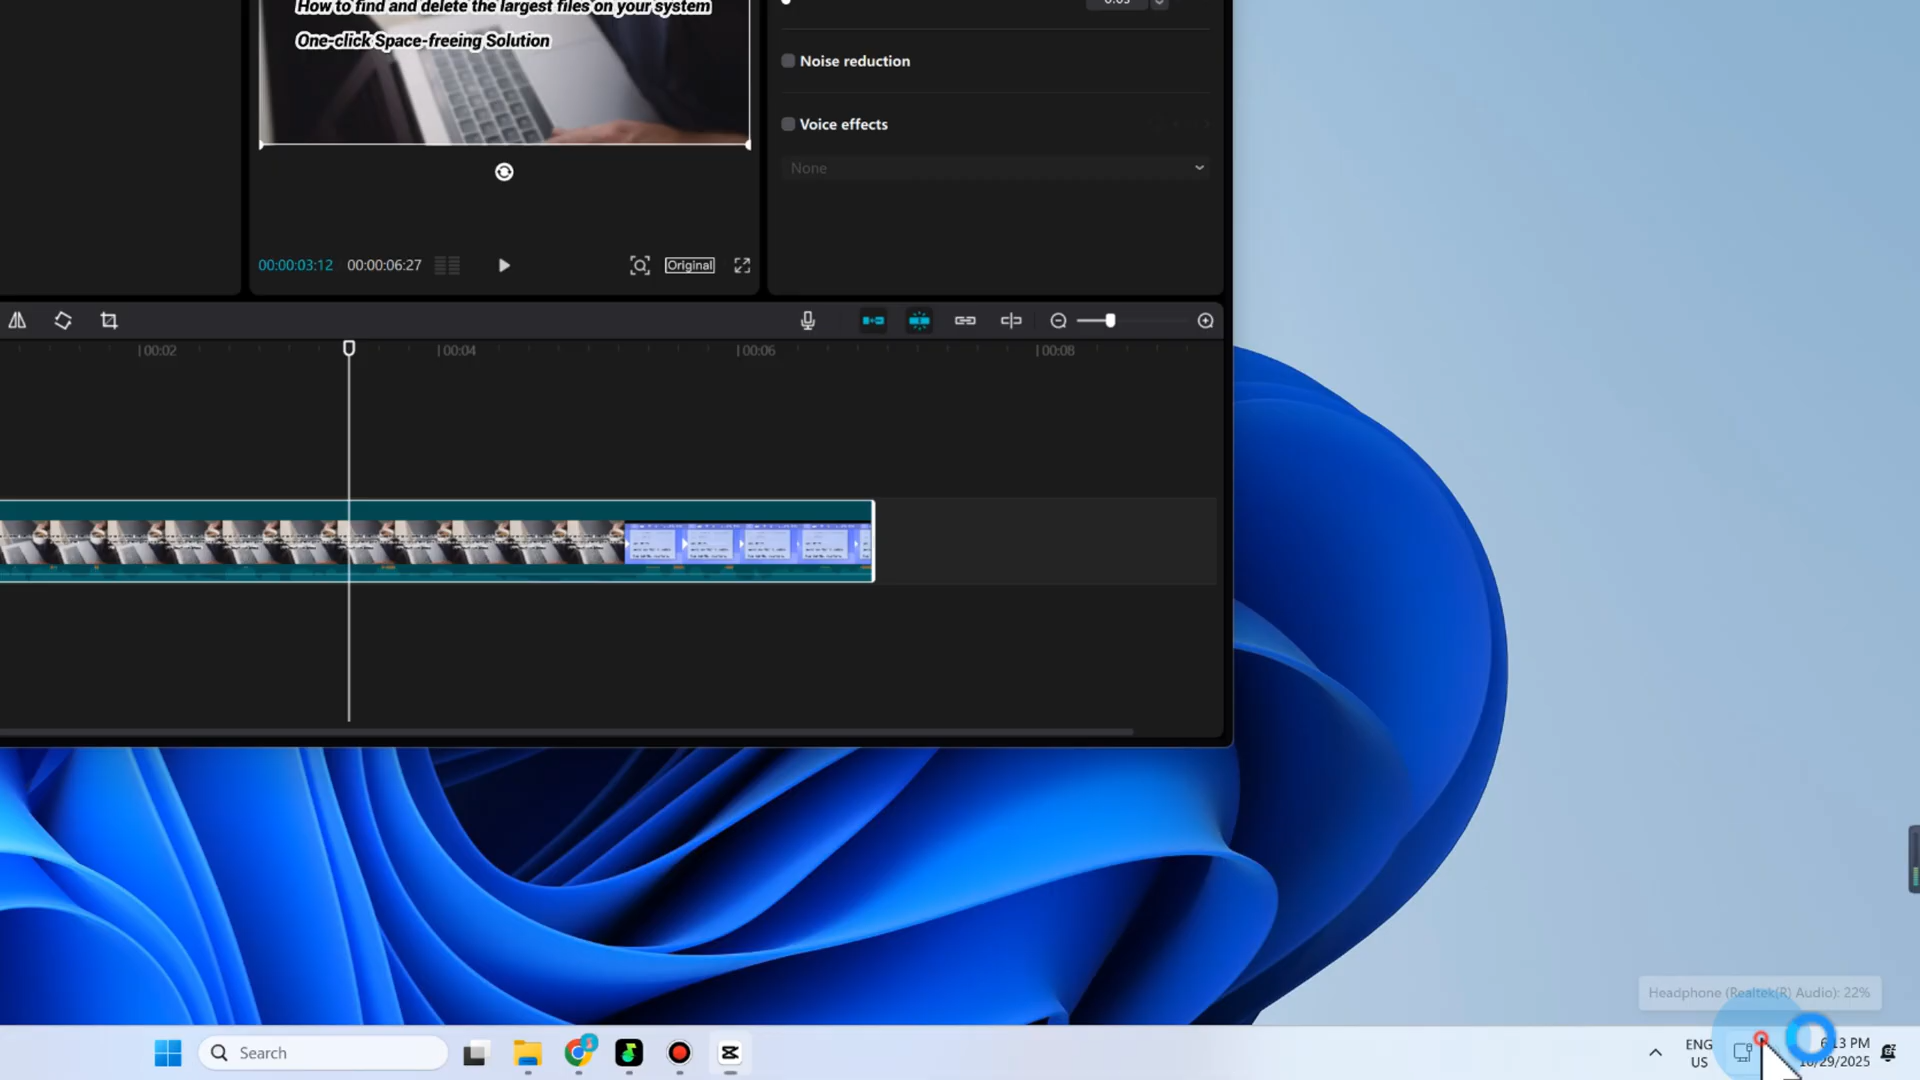 How to find and delete the largest files on your system
One-click Space-freeing Solution
Noise reduction
Voice effects
None
00:00:03:12 00:00:06:27
Original
00:02
00:04
00:06
00:08
Headphone (Realtek(R) Audio): 22%
Search
ENG
US
6:13 PM
10/29/2025